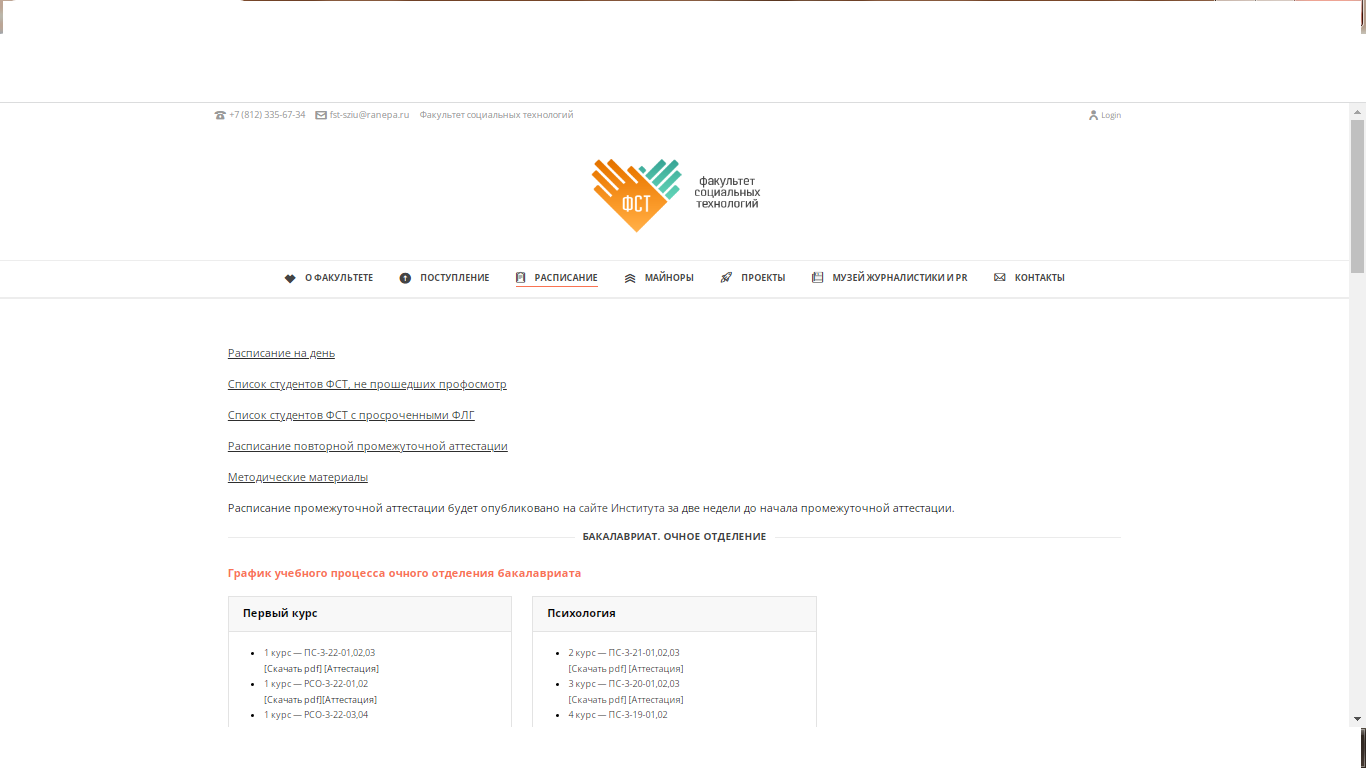 +7 (812) 335-67-34 fst-sziu@ranepa.ru Факультет социальных технологий Login
ФСТ
факультет
социальных
технологий
О ФАКУЛЬТЕТЕ ПОСТУПЛЕНИЕ РАСПИСАНИЕ МАЙНОРЫ ПРОЕКТЫ МУЗЕЙ ЖУРНАЛИСТИКИ И PR КОНТАКТЫ
Расписание на день
Список студентов ФСТ, не прошедших профосмотр
Список студентов ФСТ с просроченными ФЛГ
Расписание повторной промежуточной аттестации
Методические материалы
Расписание промежуточной аттестации будет опубликовано на сайте Института за две недели до начала промежуточной аттестации.
БАКАЛАВРИАТ. ОЧНОЕ ОТДЕЛЕНИЕ
График учебного процесса очного отделения бакалавриата
Первый курс
1 курс — ПС-3-22-01,02,03
[Скачать pdf] [Аттестация]
1 курс — РСО-3-22-01,02
[Скачать pdf][Аттестация]
1 курс — РСО-3-22-03,04
Психология
2 курс — ПС-3-21-01,02,03
[Скачать pdf] [Аттестация]
3 курс — ПС-3-20-01,02,03
[Скачать pdf] [Аттестация]
4 курс — ПС-3-19-01,02